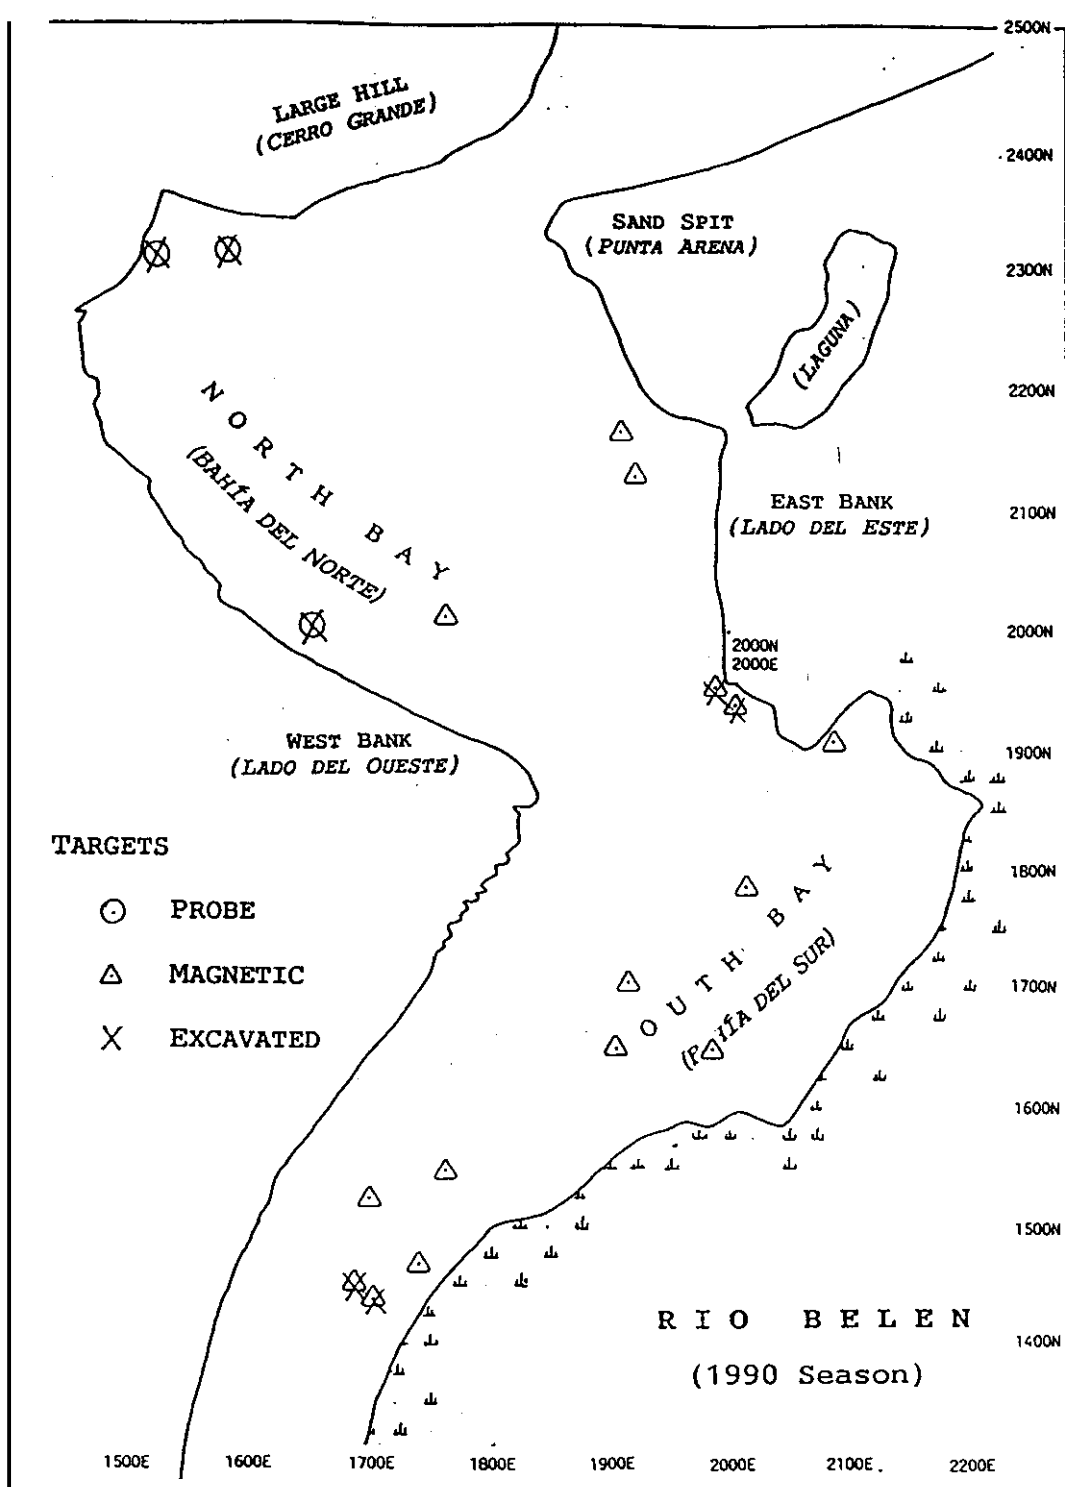 2500N
LARGE HILL
(CERRO GRANDE)
2400N
SAND SPIT
(PUNTA ARENA)
2300N
(LAGUNA)
2200N
NORTH BAY
(BAHÍA DEL NORTE)
EAST BANK
(LADO DEL ESTE)
2100N
2000N
2000N
2000E
WEST BANK
(LADO DEL OUESTE)
1900N
TARGETS
PROBE
MAGNETIC
EXCAVATED
1800N
OUTH BAY
DEL SUR)
1700N
1600N
1500N
RIO BELEN
(1990 Season)
1400N
1500E
1600E
1700E
1800E
1900E
2000E
2100E.
2200E